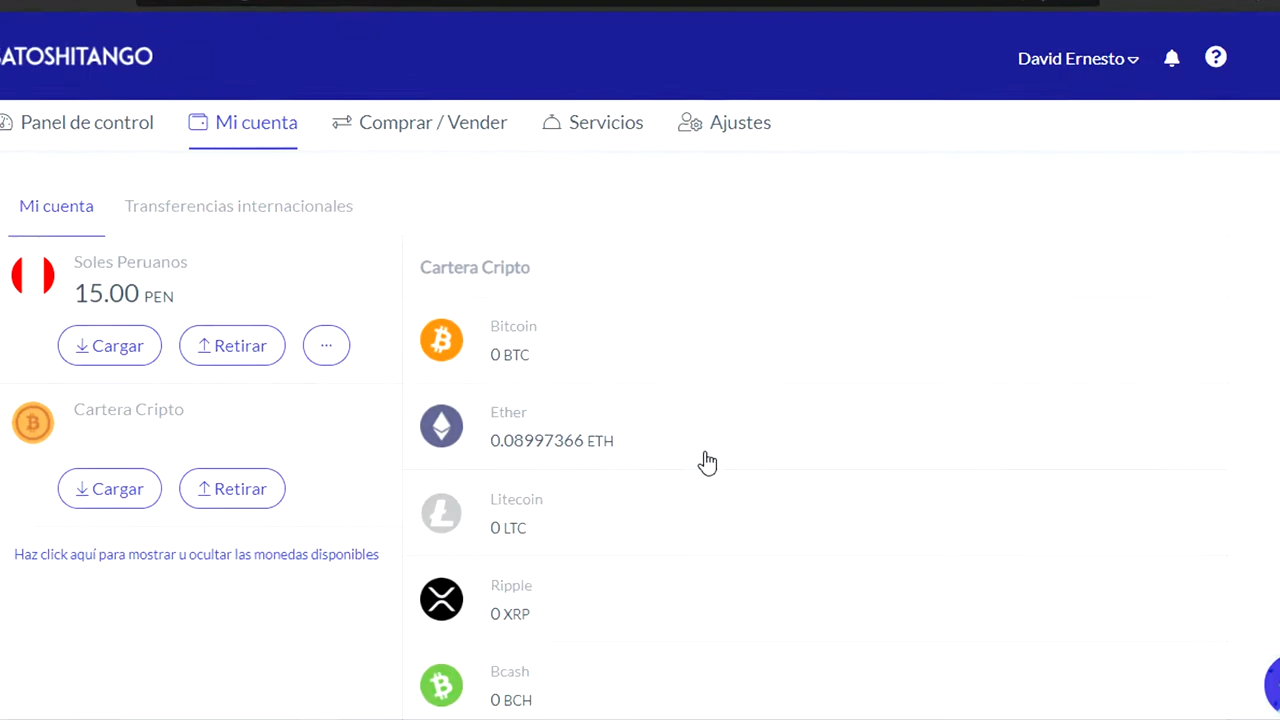 SATOSHITANGO
David Ernesto
?
Panel de control
Mi cuenta
Comprar / Vender
Servicios
Ajustes
Mi cuenta
Transferencias internacionales
Soles Peruanos
15.00 PEN
Cargar
Retirar
...
Cartera Cripto
Cargar
Retirar
Haz click aquí para mostrar u ocultar las monedas disponibles
Cartera Cripto
Bitcoin
0 BTC
Ether
0.08997366 ETH
Litecoin
0 LTC
Ripple
0 XRP
Bcash
0 BCH